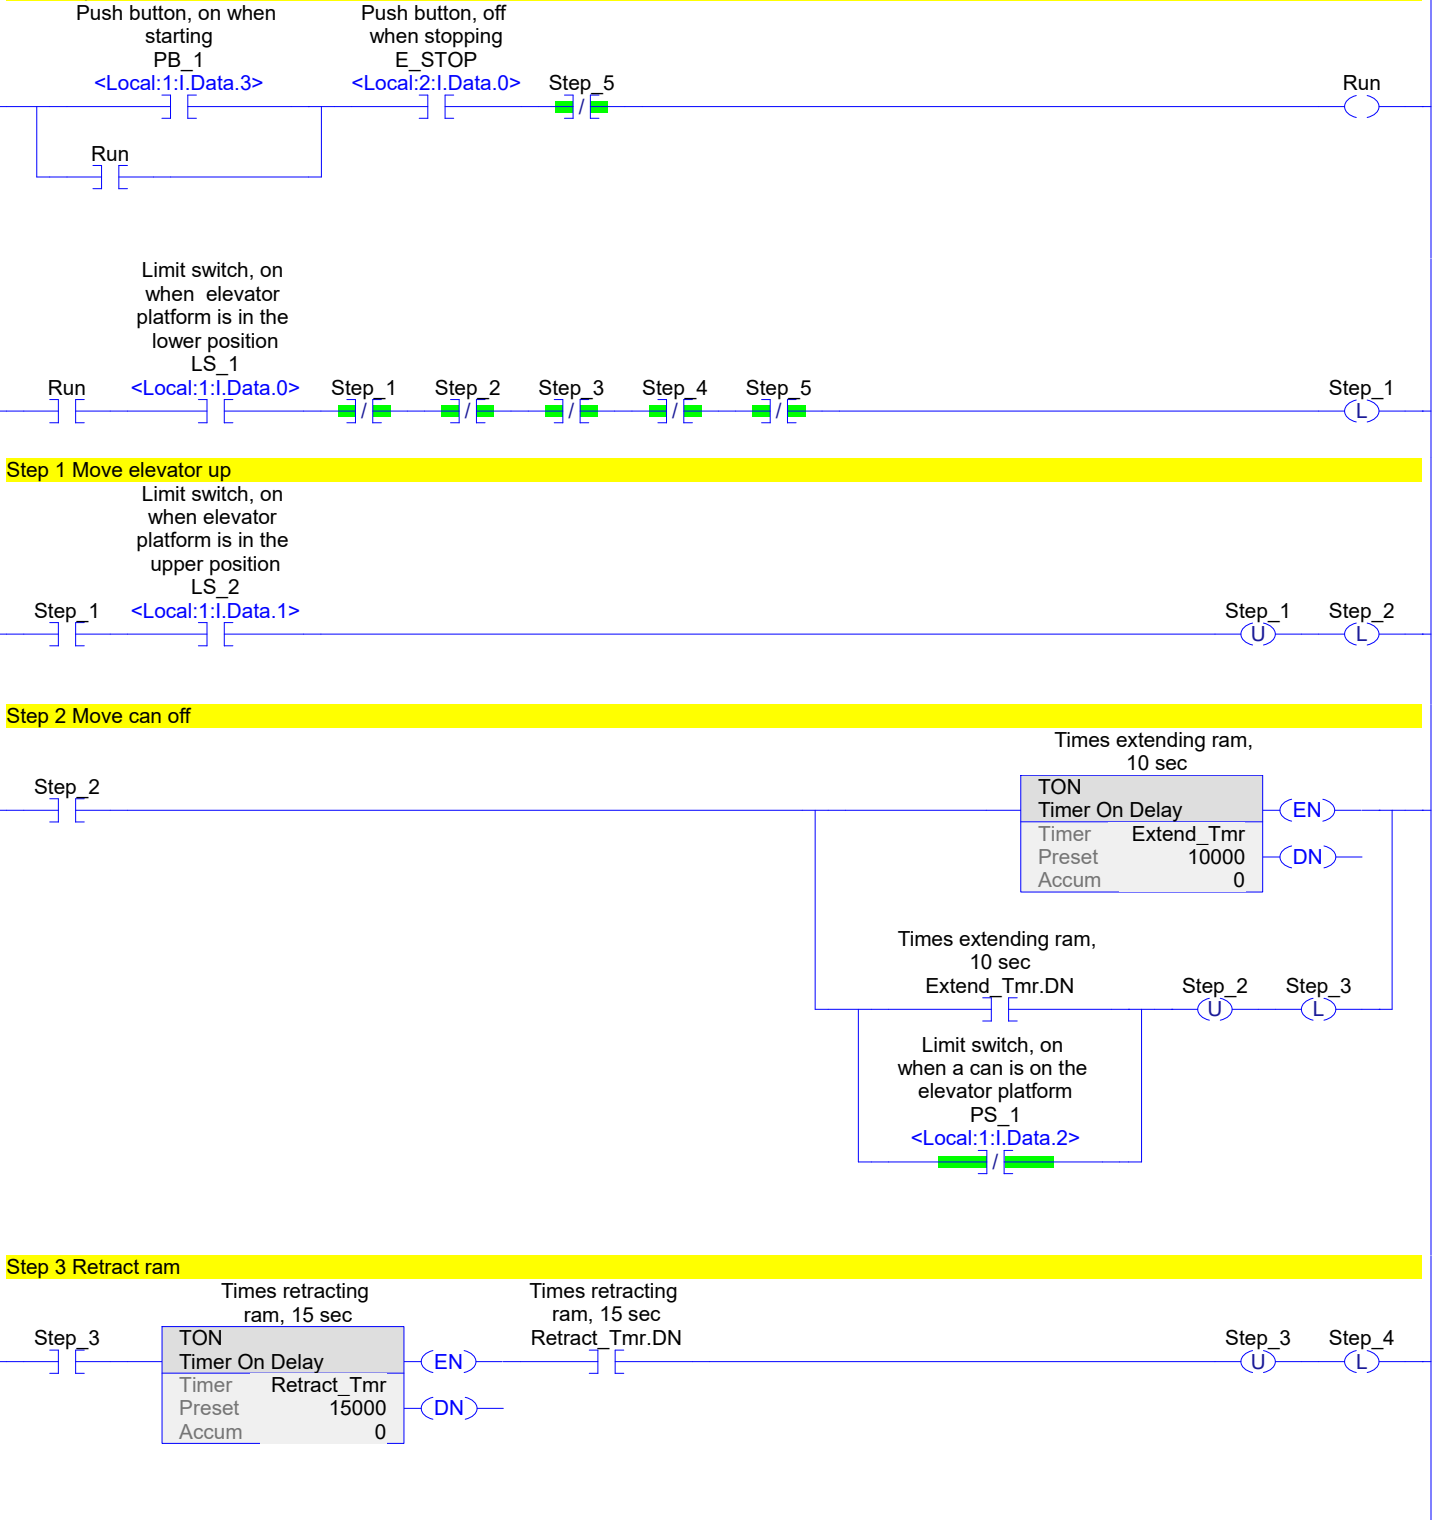 Push button, on when
starting
PB_1
<Local:1:I.Data.3>
Push button, off
when stopping
E_STOP
<Local:2:I.Data.0>
Step_5
/
Run
Run
Limit switch, on
when elevator
platform is in the
lower position
LS_1
Run
<Local:1:I.Data.0>
Step_1
Step_2
Step_3
Step_4
Step_5
Step_1
/
/
/
/
/
L
Step 1 Move elevator up
Limit switch, on
when elevator
platform is in the
upper position
LS_2
Step_1
<Local:1:I.Data.1>
Step_1
Step_2
U
L
Step 2 Move can off
Times extending ram,
10 sec
Step_2
TON
Timer On Delay
EN
Timer Extend_Tmr
Preset 10000
DN
Accum 0
Times extending ram,
10 sec
Extend_Tmr.DN
Step_2
Step_3
U
L
Limit switch, on
when a can is on the
elevator platform
PS_1
<Local:1:I.Data.2>
/
Step 3 Retract ram
Times retracting
ram, 15 sec
Step_3
TON
Timer On Delay
EN
Timer Retract_Tmr
Preset 15000
DN
Accum 0
Times retracting
ram, 15 sec
Retract_Tmr.DN
Step_3
Step_4
U
L